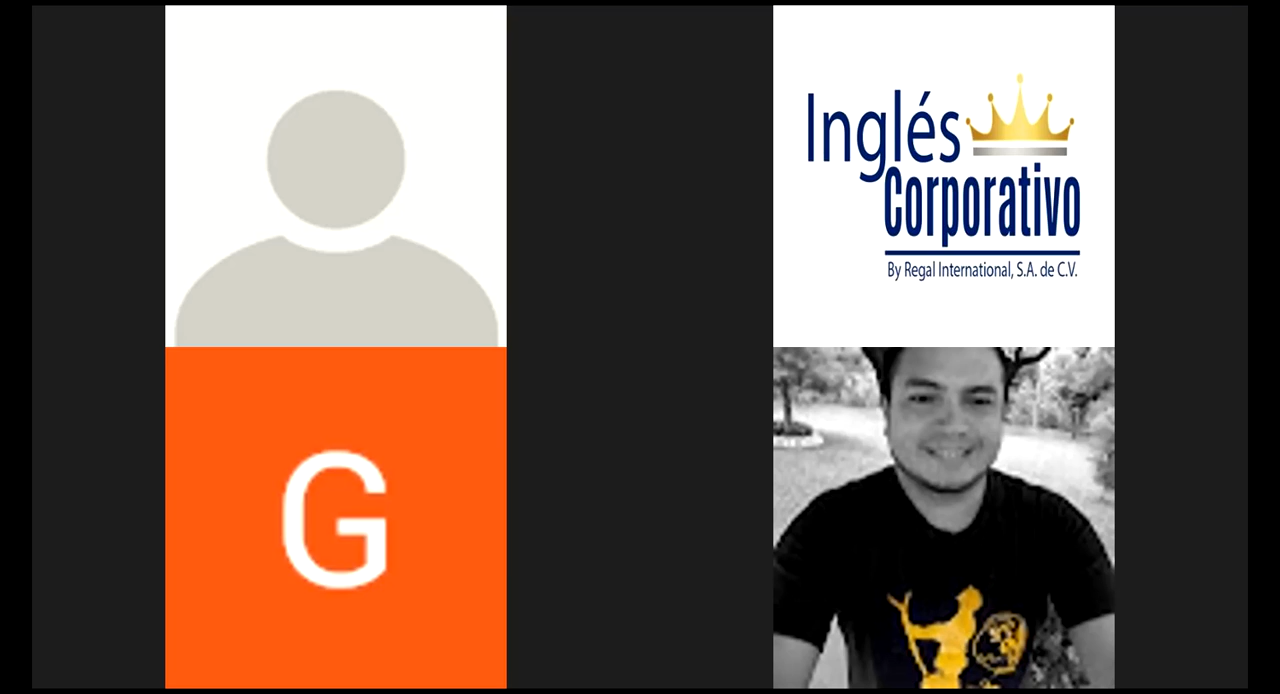 Inglés
Corporativo
By Regal International, S.A. de C.V.
G